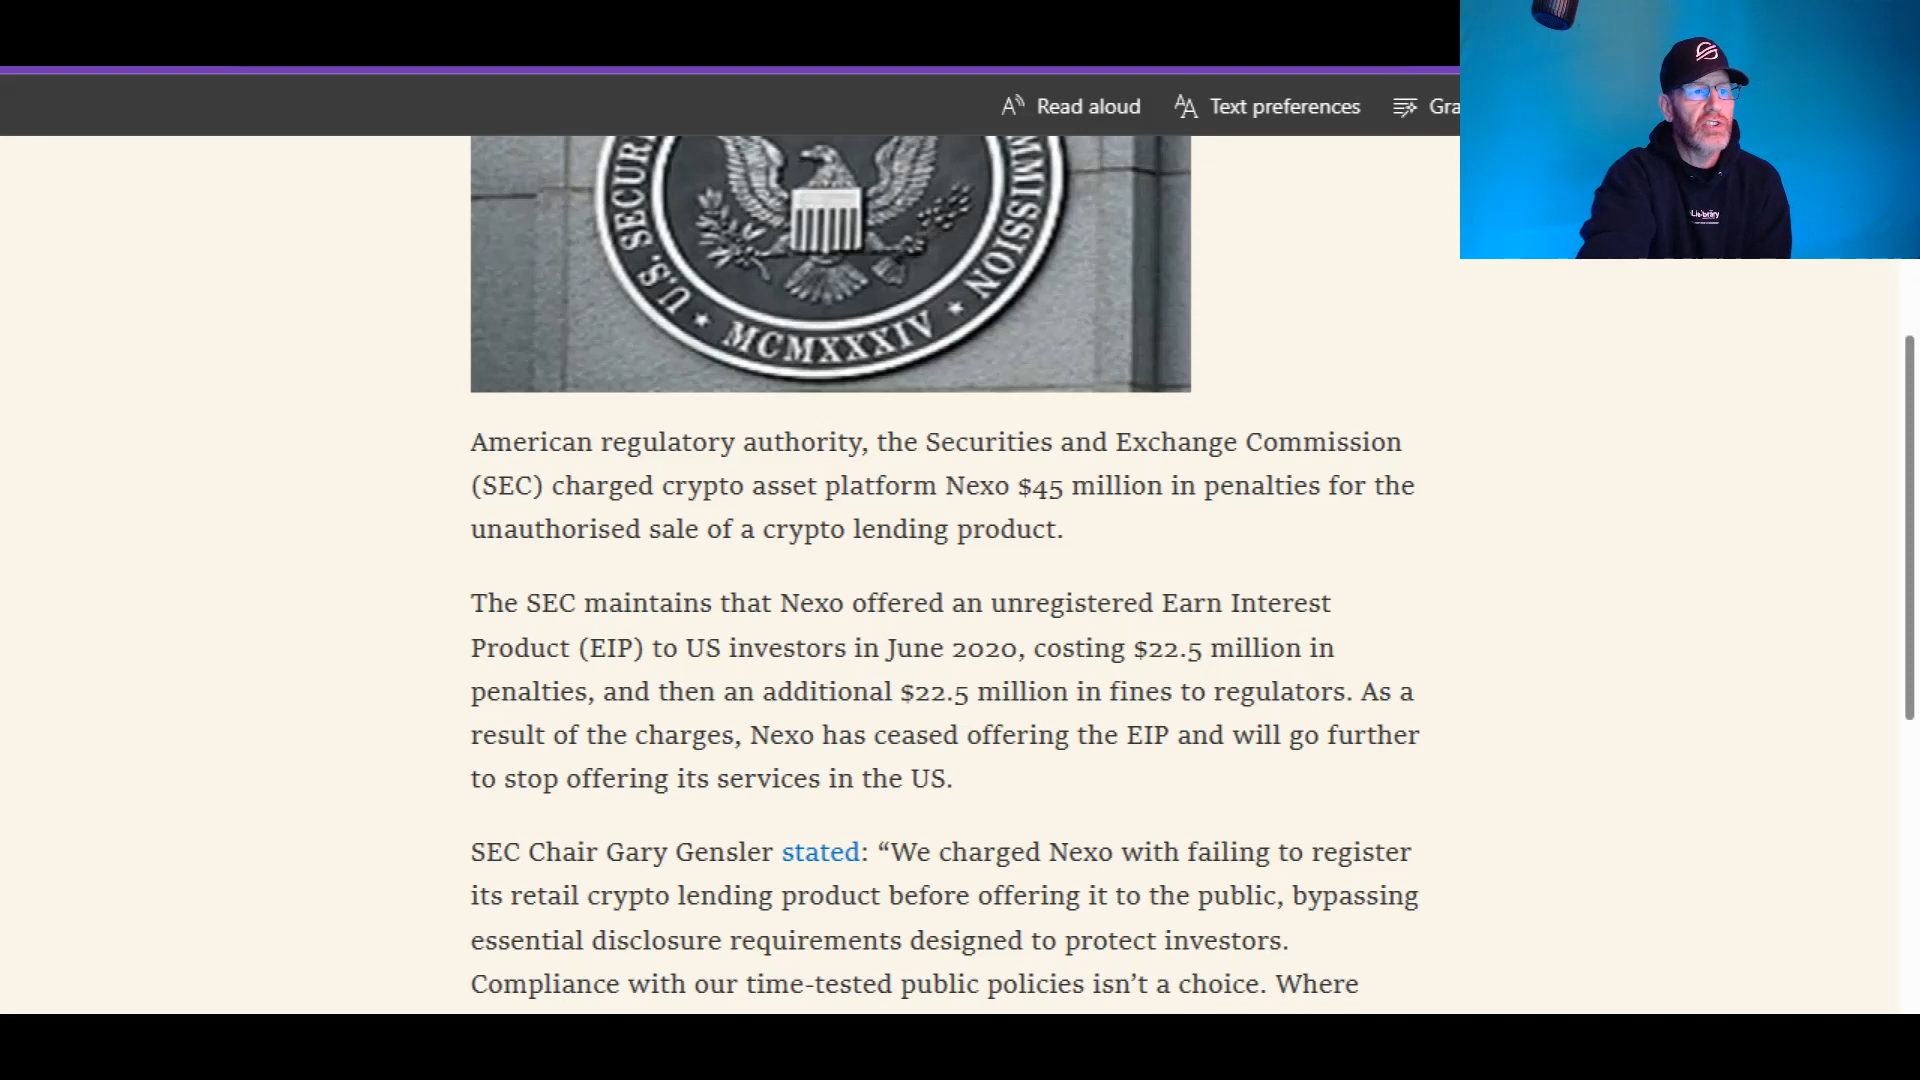 Read aloud
Text preferences
Gra
U.S. SECUR
MMISSION
MCMXXXIV
American regulatory authority, the Securities and Exchange Commission
(SEC) charged crypto asset platform Nexo $45 million in penalties for the
unauthorised sale of a crypto lending product.
The SEC maintains that Nexo offered an unregistered Earn Interest
Product (EIP) to US investors in June 2020, costing $22.5 million in
penalties, and then an additional $22.5 million in fines to regulators. As a
result of the charges, Nexo has ceased offering the EIP and will go further
to stop offering its services in the US.
SEC Chair Gary Gensler stated: “We charged Nexo with failing to register
its retail crypto lending product before offering it to the public, bypassing
essential disclosure requirements designed to protect investors.
Compliance with our time-tested public policies isn’t a choice. Where